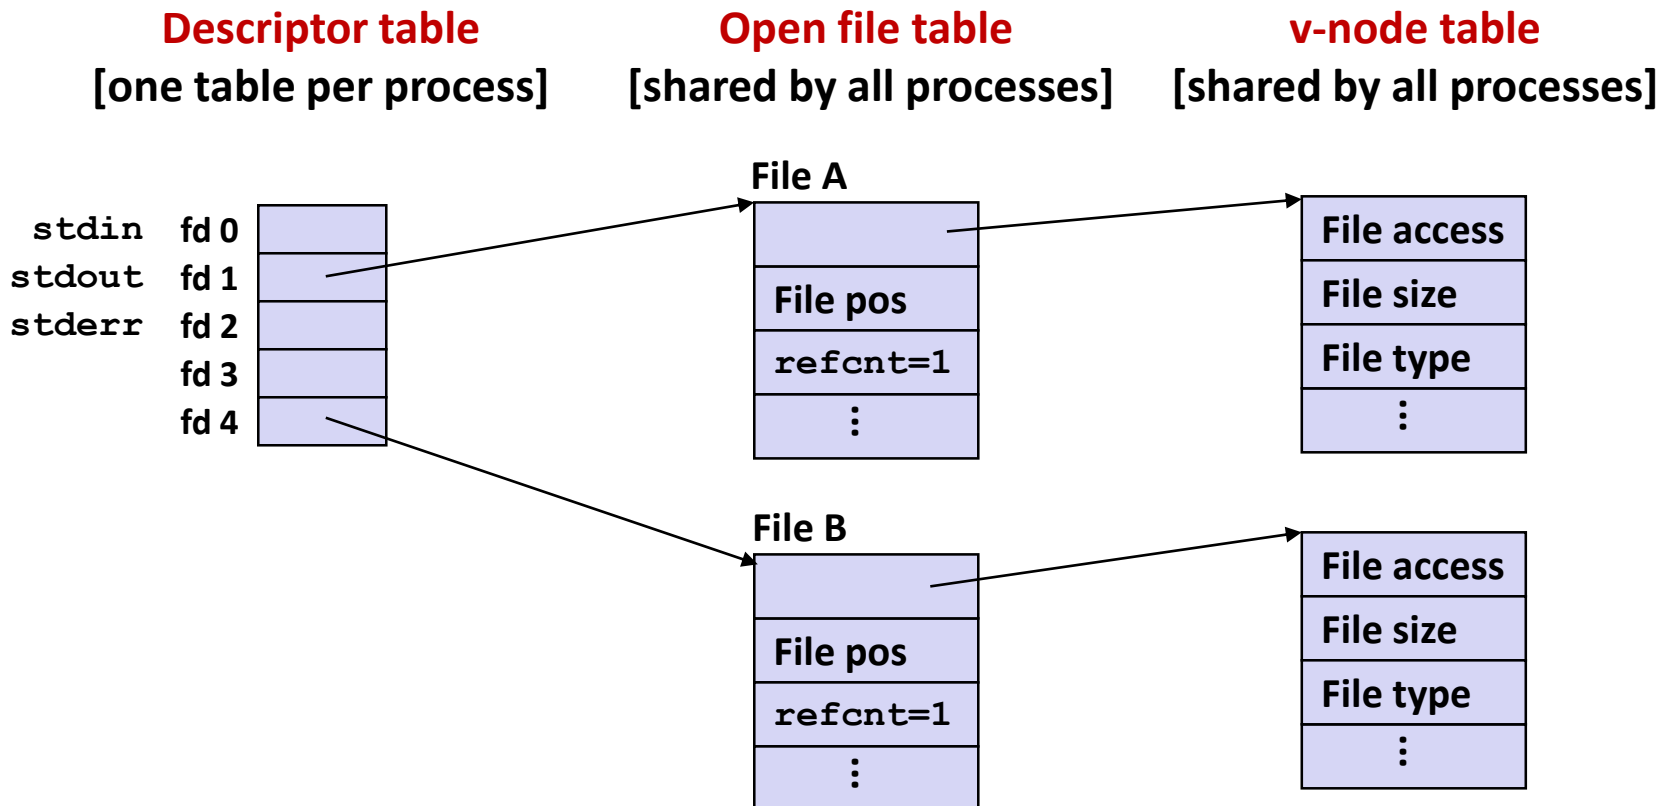 Descriptor table
[one table per process]
Open file table
[shared by all processes]
v-node table
[shared by all processes]
stdin fd 0
stdout fd 1
stderr fd 2
fd 3
fd 4
File A
File pos
refcnt=1
⋮
File access
File size
File type
⋮
File B
File pos
refcnt=1
⋮
File access
File size
File type
⋮